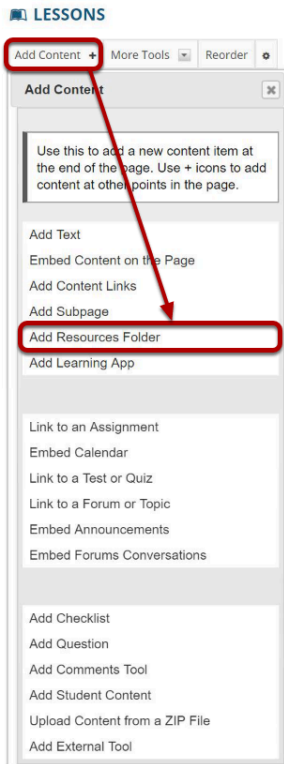 LESSONS
Add Content + More Tools Reorder
Add Content
Use this to add a new content item at
the end of the page. Use + icons to add
content at other points in the page.
Add Text
Embed Content on the Page
Add Content Links
Add Subpage
Add Resources Folder
Add Learning App
Link to an Assignment
Embed Calendar
Link to a Test or Quiz
Link to a Forum or Topic
Embed Announcements
Embed Forums Conversations
Add Checklist
Add Question
Add Comments Tool
Add Student Content
Upload Content from a ZIP File
Add External Tool